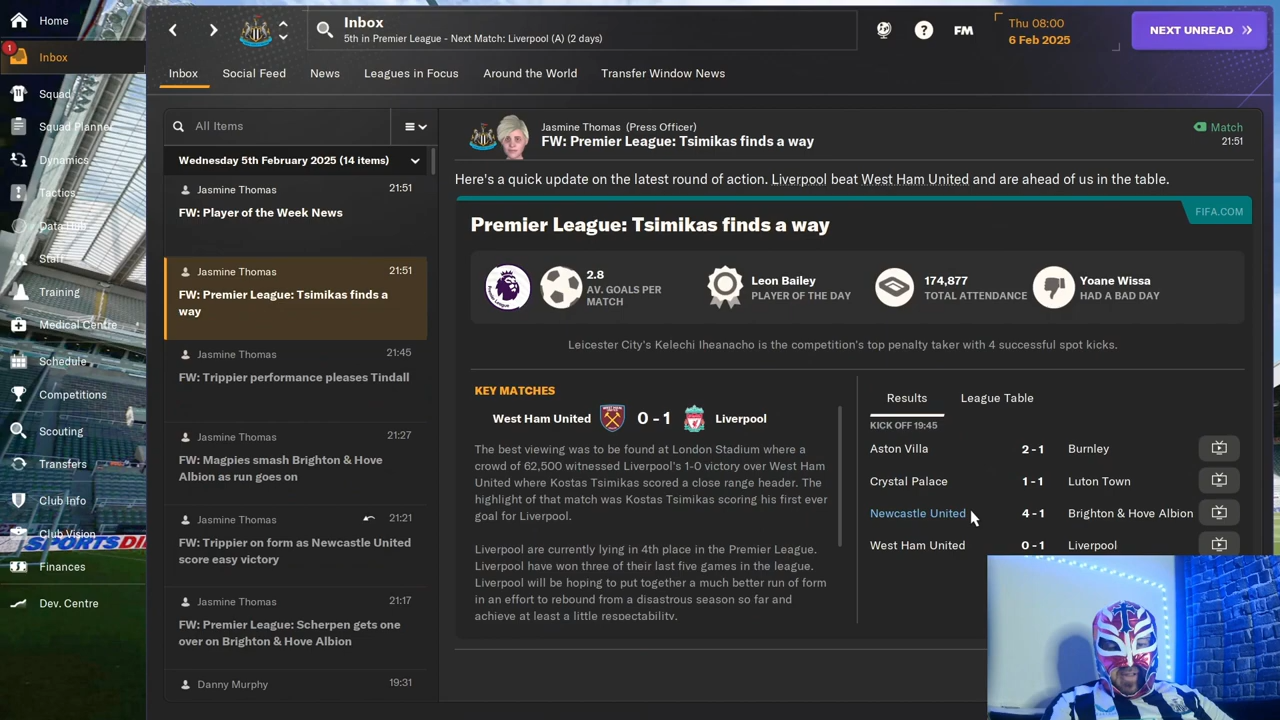 Home
Inbox
1
Squad
Squad Planner
Dynamics
Tactics
Data Hub
Staff
Training
Medical Centre
Schedule
Competitions
Scouting
Transfers
Club Info
Club Vision
Finances
Dev. Centre
Inbox
5th in Premier League - Next Match: Liverpool (A) (2 days)
FM
Thu 08:00
6 Feb 2025
NEXT UNREAD
Inbox Social Feed News Leagues in Focus Around the World Transfer Window News
All Items
Wednesday 5th February 2025 (14 items)
Jasmine Thomas 21:51
FW: Player of the Week News
Jasmine Thomas 21:51
FW: Premier League: Tsimikas finds a
way
Jasmine Thomas 21:45
FW: Trippier performance pleases Tindall
Jasmine Thomas 21:27
FW: Magpies smash Brighton & Hove
Albion as run goes on
Jasmine Thomas 21:21
FW: Trippier on form as Newcastle United
score easy victory
Jasmine Thomas 21:17
FW: Premier League: Scherpen gets one
over on Brighton & Hove Albion
Danny Murphy 19:31
Jasmine Thomas (Press Officer)
FW: Premier League: Tsimikas finds a way
Match
21:51
Here's a quick update on the latest round of action. Liverpool beat West Ham United and are ahead of us in the table.
FIFA.COM
Premier League: Tsimikas finds a way
2.8
AV. GOALS PER
MATCH
Leon Bailey
PLAYER OF THE DAY
174,877
TOTAL ATTENDANCE
Yoane Wissa
HAD A BAD DAY
Leicester City's Kelechi Iheanacho is the competition's top penalty taker with 4 successful spot kicks.
KEY MATCHES
West Ham United 0 - 1 Liverpool
The best viewing was to be found at London Stadium where a
crowd of 62,500 witnessed Liverpool's 1-0 victory over West Ham
United where Kostas Tsimikas scored a close range header. The
highlight of that match was Kostas Tsimikas scoring his first ever
goal for Liverpool.
Liverpool are currently lying in 4th place in the Premier League.
Liverpool have won three of their last five games in the league.
Liverpool will be hoping to put together a much better run of form
in an effort to rebound from a disastrous season so far and
achieve at least a little respectability.
Results League Table
KICK OFF 19:45
Aston Villa 2 - 1 Burnley
Crystal Palace 1 - 1 Luton Town
Newcastle United 4 - 1 Brighton & Hove Albion
West Ham United 0 - 1 Liverpool